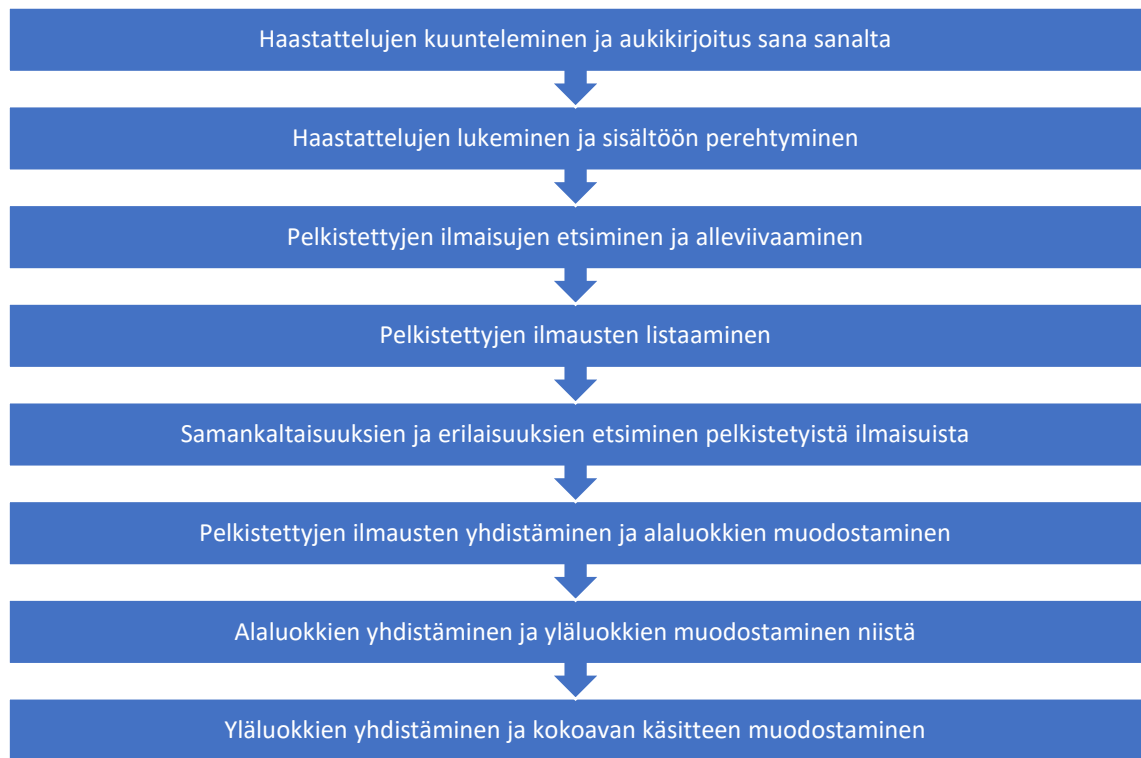 Haastattelujen kuunteleminen ja aukikirjoitus sana sanalta
Haastattelujen lukeminen ja sisältöön perehtyminen
Pelkistettyjen ilmaisujen etsiminen ja alleviivaaminen
Pelkistettyjen ilmausten listaaminen
Samankaltaisuuksien ja erilaisuuksien etsiminen pelkistetyistä ilmaisuista
Pelkistettyjen ilmausten yhdistäminen ja alaluokkien muodostaminen
Alaluokkien yhdistäminen ja yläluokkien muodostaminen niistä
Yläluokkien yhdistäminen ja kokoavan käsitteen muodostaminen